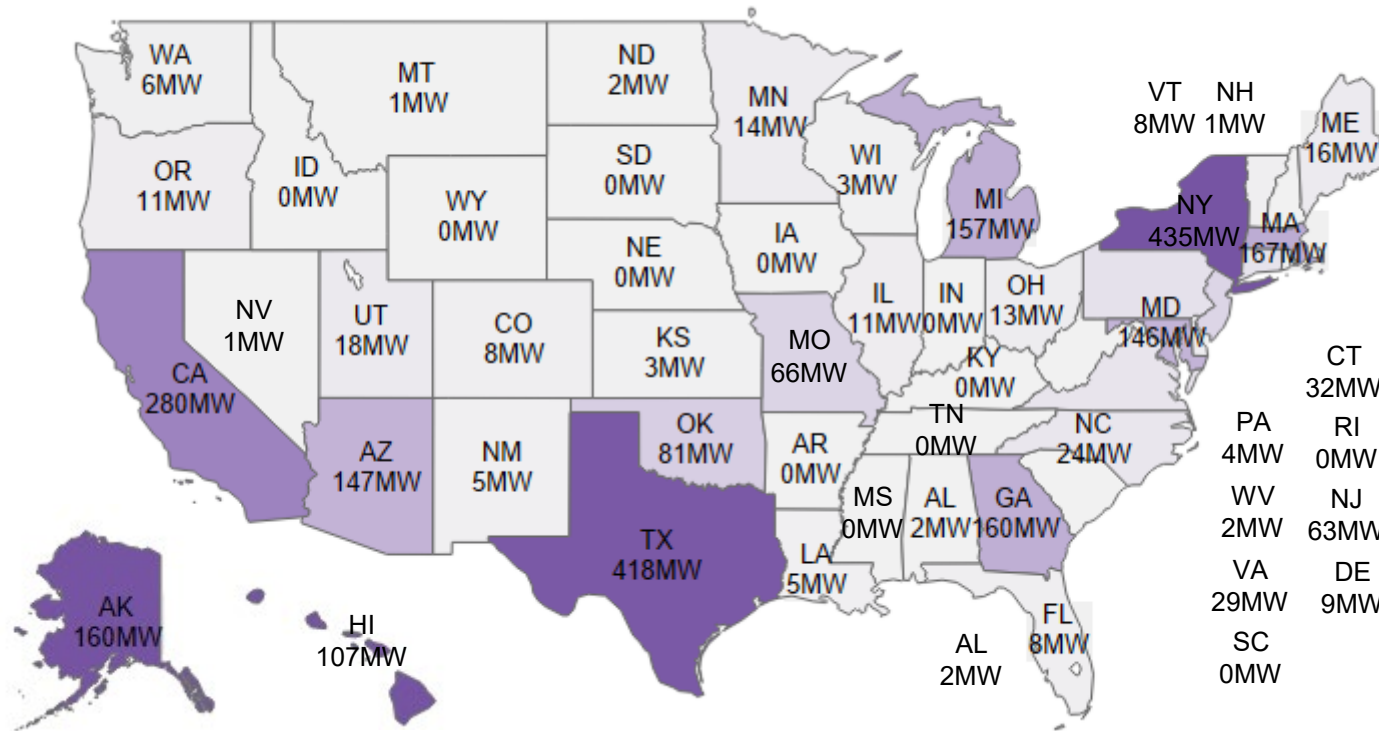 WA
6MW
MT
1MW
ND
2MW
MN
14MW
VT
8MW
NH
1MW
ME
16MW
OR
11MW
ID
0MW
WY
0MW
SD
0MW
WI
3MW
MI
157MW
NY
435MW
MA
167MW
NE
0MW
IA
0MW
NV
1MW
UT
18MW
CO
8MW
KS
3MW
MO
66MW
IL
11MW
IN
0MW
OH
13MW
MD
146MW
KY
0MW
CA
280MW
CT
32MW
AZ
147MW
NM
5MW
OK
81MW
AR
0MW
TN
0MW
NC
24MW
PA
4MW
RI
0MW
MS
0MW
AL
2MW
GA
160MW
WV
2MW
NJ
63MW
TX
418MW
LA
5MW
VA
29MW
DE
9MW
AK
160MW
HI
107MW
FL
8MW
AL
2MW
SC
0MW